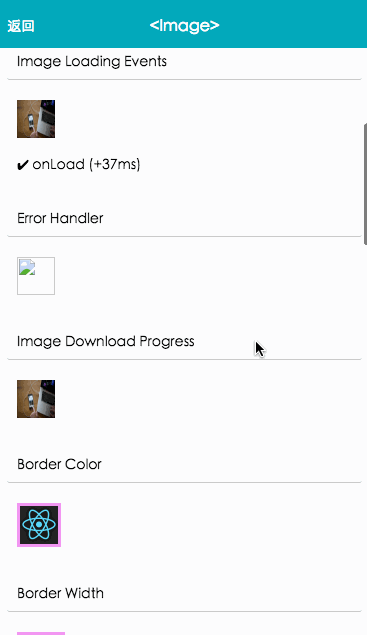 返回
<Image>
Image Loading Events
✔ onLoad (+37ms)
Error Handler
Image Download Progress
Border Color
Border Width